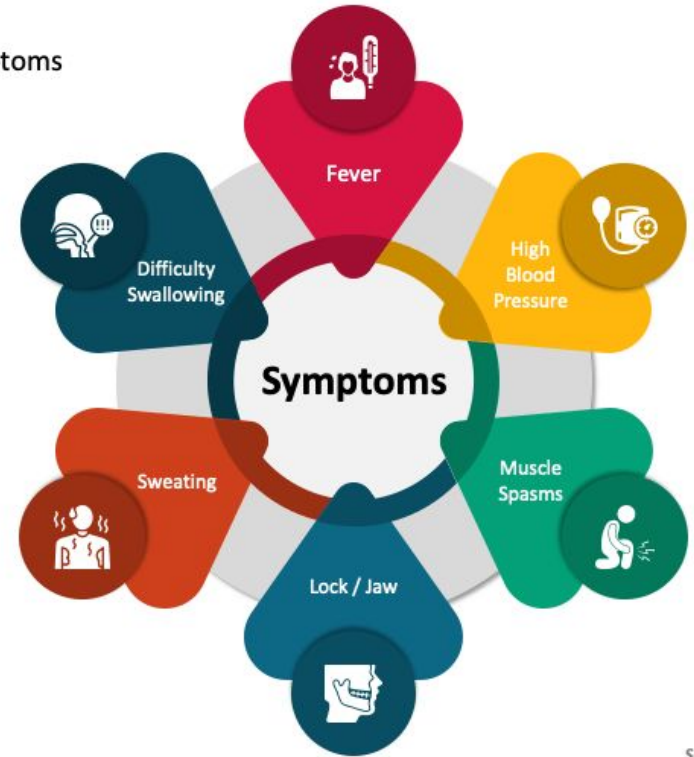 toms
Fever
High
Blood
Pressure
Difficulty
Swallowing
Symptoms
Sweating
Muscle
Spasms
Lock / Jaw
s